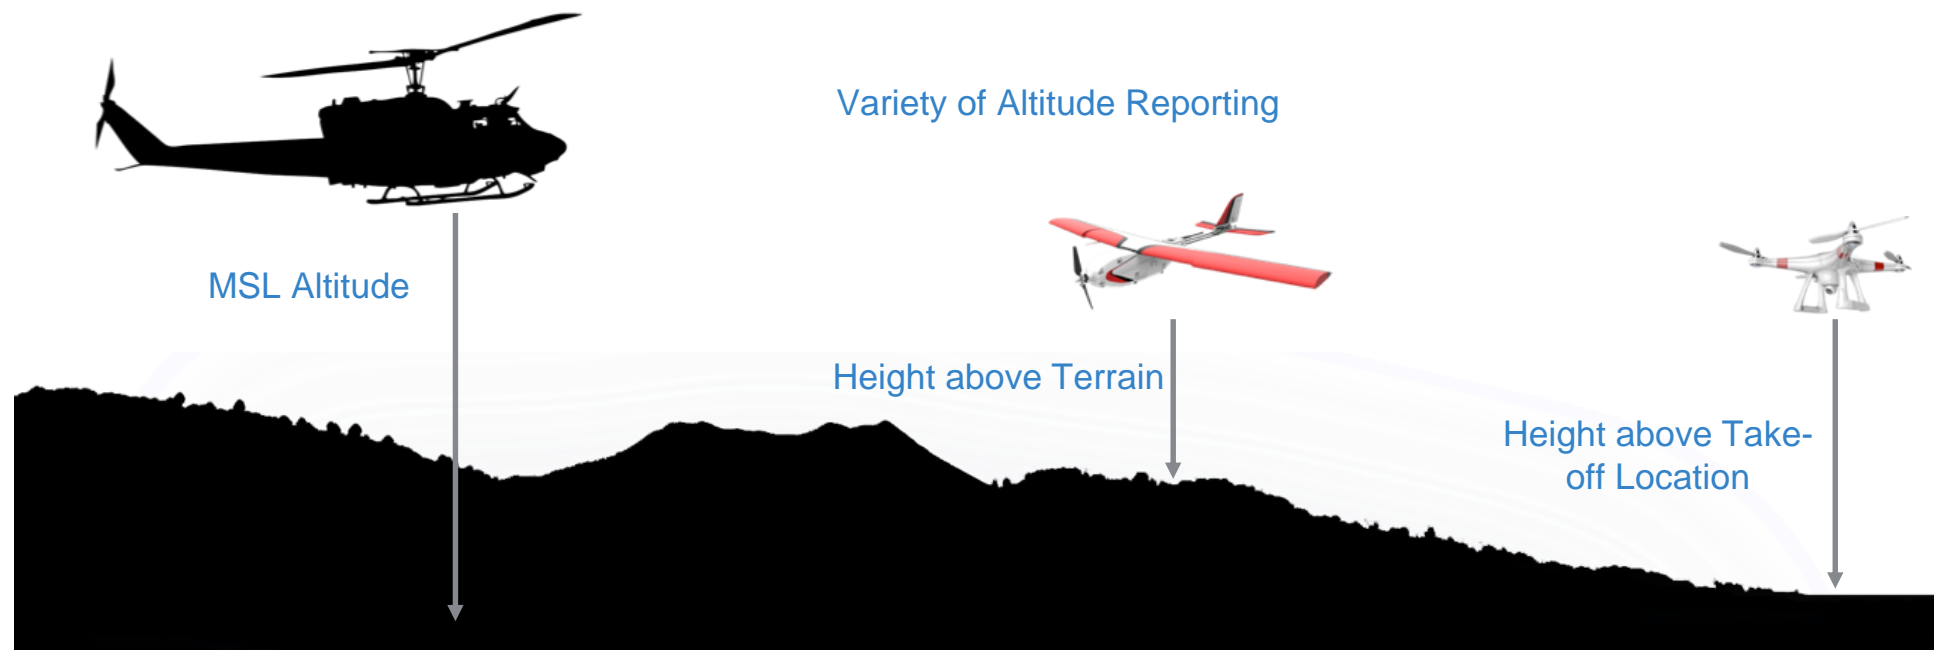 Variety of Altitude Reporting
MSL Altitude
Height above Terrain
Height above Take-
off Location